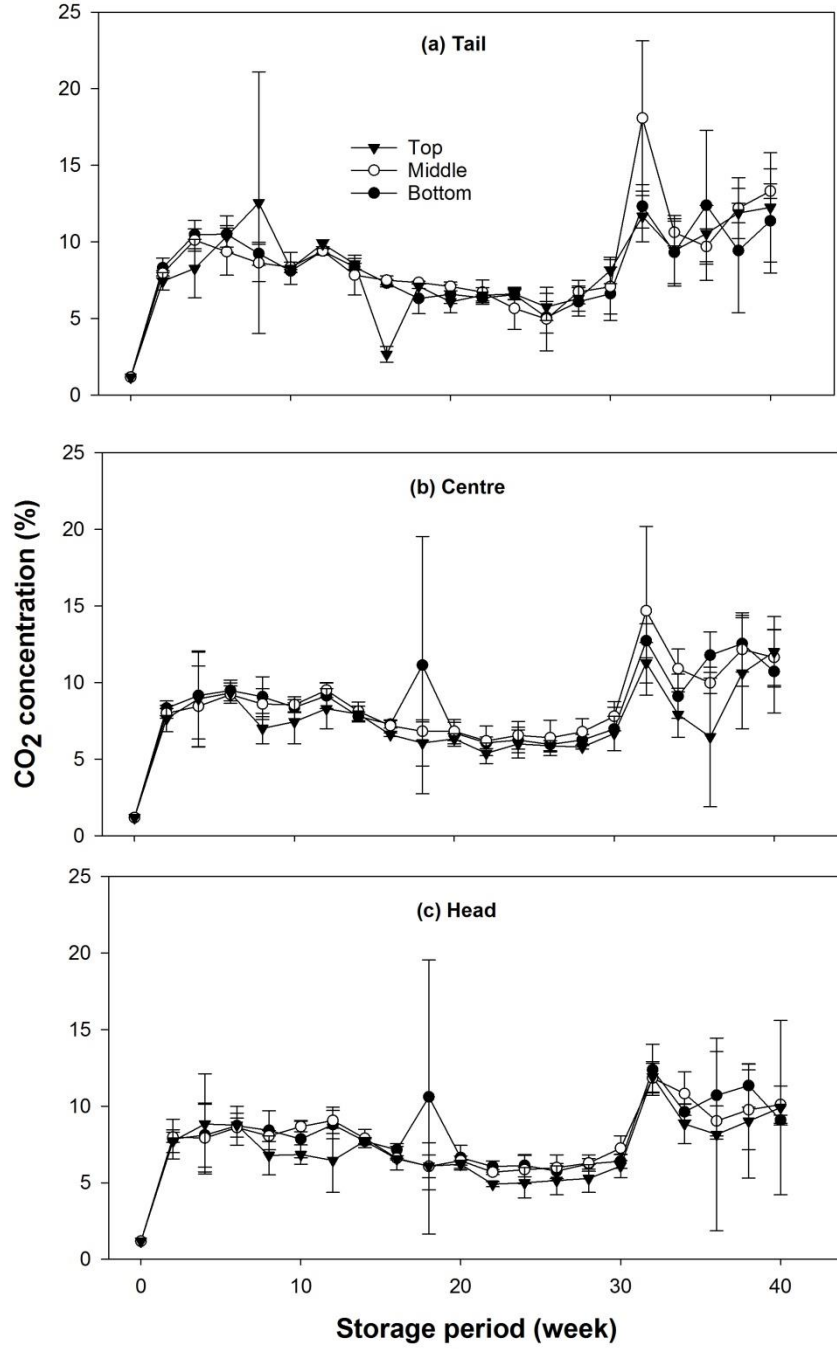 25
(a) Tail
20
Top
15
Middle
Bottom
10
5
0
25
(b) Centre
20
15
10
5
0
CO2 concentration (%)
25
(c) Head
20
15
10
5
0
0 10 20 30 40
Storage period (week)